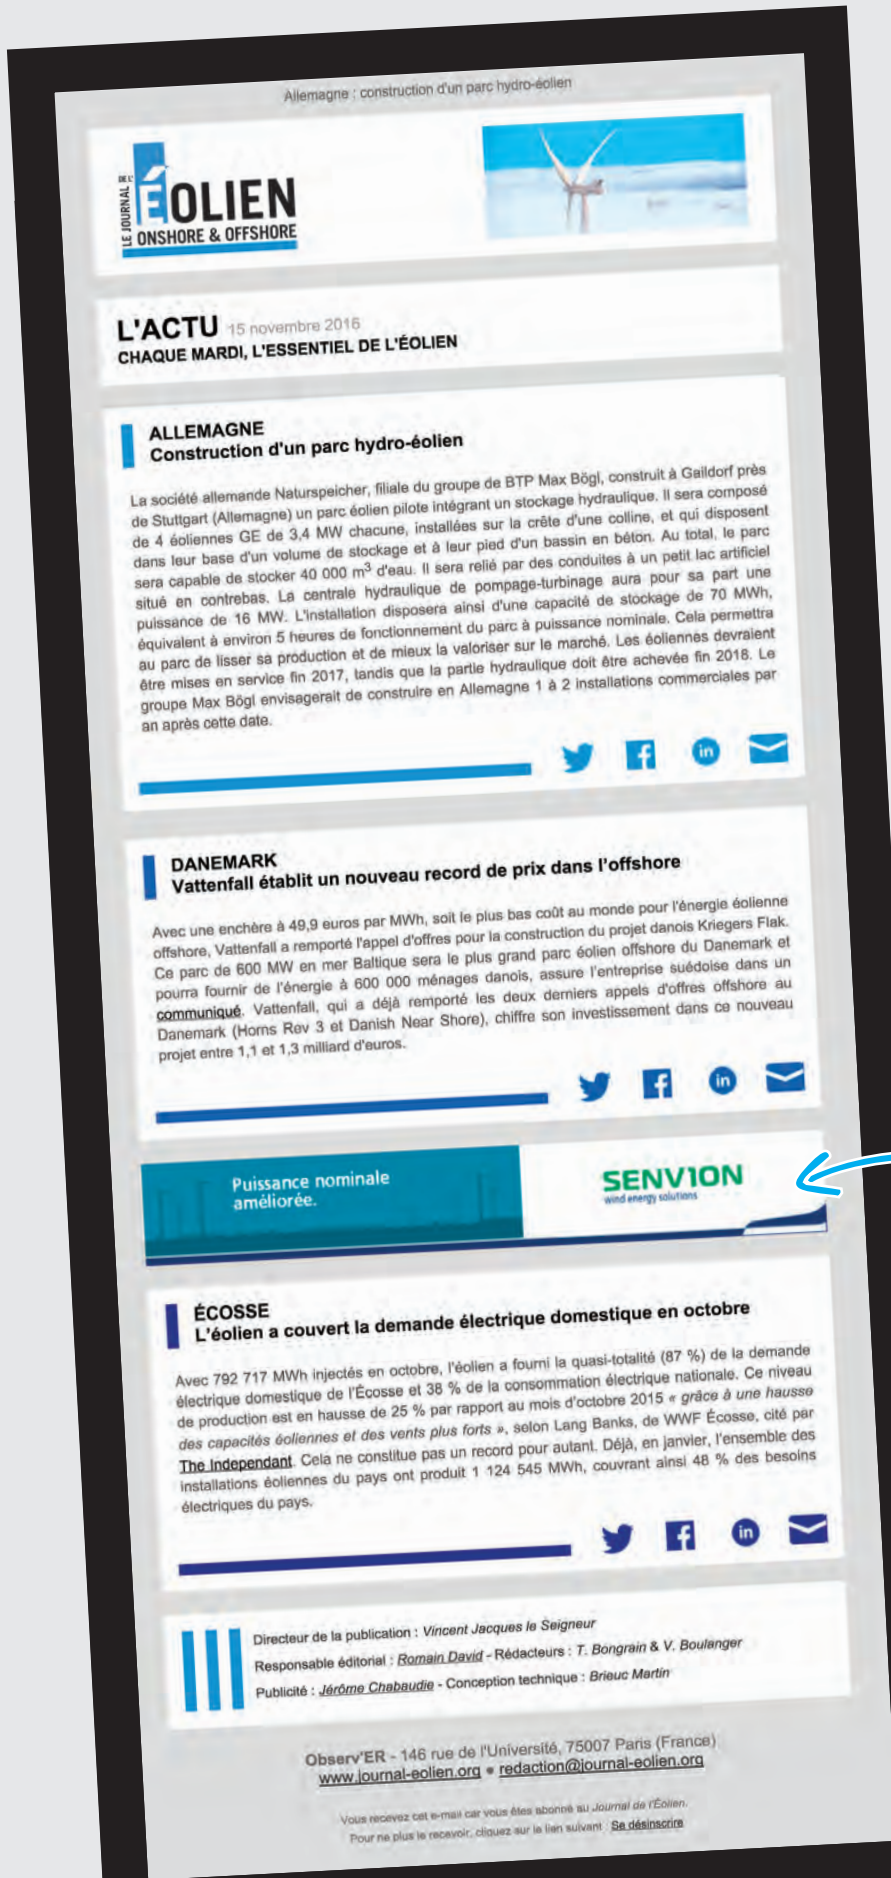 Allemagne : construction d'un parc hydro-éolien
LE JOURNAL DE L'
ÉOLIEN
ONSHORE & OFFSHORE
L'ACTU 15 novembre 2016
CHAQUE MARDI, L'ESSENTIEL DE L'ÉOLIEN
ALLEMAGNE
Construction d'un parc hydro-éolien
La société allemande Naturspeicher, filiale du groupe de BTP Max Bögl, construit à Gaildorf près
de Stuttgart (Allemagne) un parc éolien pilote intégrant un stockage hydraulique. Il sera composé
de 4 éoliennes GE de 3,4 MW chacune, installées sur la crête d'une colline, et qui disposent
dans leur base d'un volume de stockage et à leur pied d'un bassin en béton. Au total, le parc
sera capable de stocker 40 000 m³ d'eau. Il sera relié par des conduites à un petit lac artificiel
situé en contrebas. La centrale hydraulique de pompage-turbinage aura pour sa part une
puissance de 16 MW. L'installation disposera ainsi d'une capacité de stockage de 70 MWh,
équivalent à environ 5 heures de fonctionnement du parc à puissance nominale. Cela permettra
au parc de lisser sa production et de mieux la valoriser sur le marché. Les éoliennes devraient
être mises en service fin 2017, tandis que la partie hydraulique doit être achevée fin 2018. Le
groupe Max Bögl envisagerait de construire en Allemagne 1 à 2 installations commerciales par
an après cette date.
in
DANEMARK
Vattenfall établit un nouveau record de prix dans l'offshore
Avec une enchère à 49,9 euros par MWh, soit le plus bas coût au monde pour l'énergie éolienne
offshore, Vattenfall a remporté l'appel d'offres pour la construction du projet danois Kriegers Flak.
Ce parc de 600 MW en mer Baltique sera le plus grand parc éolien offshore du Danemark et
pourra fournir de l'énergie à 600 000 ménages danois, assure l'entreprise suédoise dans un
communiqué. Vattenfall, qui a déjà remporté les deux derniers appels d'offres offshore au
Danemark (Horns Rev 3 et Danish Near Shore), chiffre son investissement dans ce nouveau
projet entre 1,1 et 1,3 milliard d'euros.
in
Puissance nominale
améliorée.
SENVION
wind energy solutions
ÉCOSSE
L'éolien a couvert la demande électrique domestique en octobre
Avec 792 717 MWh injectés en octobre, l'éolien a fourni la quasi-totalité (87 %) de la demande
électrique domestique de l'Écosse et 38 % de la consommation électrique nationale. Ce niveau
de production est en hausse de 25 % par rapport au mois d'octobre 2015 « grâce à une hausse
des capacités éoliennes et des vents plus forts », selon Lang Banks, de WWF Écosse, cité par
The Independant. Cela ne constitue pas un record pour autant. Déjà, en janvier, l'ensemble des
installations éoliennes du pays ont produit 1 124 545 MWh, couvrant ainsi 48 % des besoins
électriques du pays.
in
Directeur de la publication : Vincent Jacques le Seigneur
Responsable éditorial : Romain David - Rédacteurs : T. Bongrain & V. Boulanger
Publicité : Jérôme Chabaudie - Conception technique : Brieuc Martin
Observ'ER - 146 rue de l'Université, 75007 Paris (France)
www.journal-eolien.org • redaction@journal-eolien.org
Vous recevez cet e-mail car vous êtes abonné au Journal de l'Éolien.
Pour ne plus le recevoir, cliquez sur le lien suivant : Se désinscrire